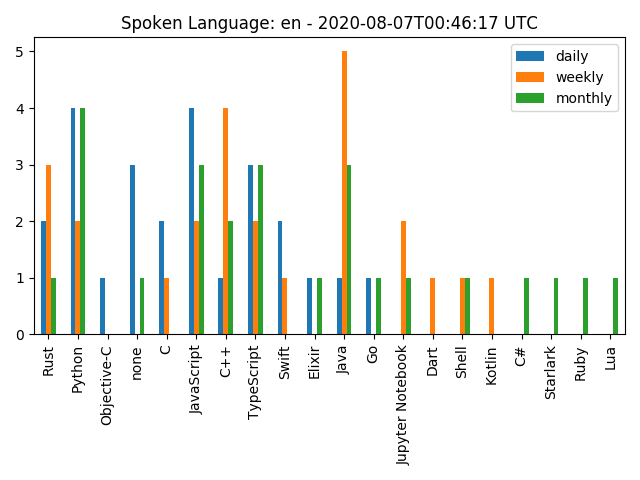 Spoken Language: en - 2020-08-07T00:46:17 UTC
daily
weekly
monthly
5
4
3
2
1
0
Rust
Python
Objective-C
none
C
JavaScript
C++
TypeScript
Swift
Elixir
Java
Go
Jupyter Notebook
Dart
Shell
Kotlin
C#
Starlark
Ruby
Lua